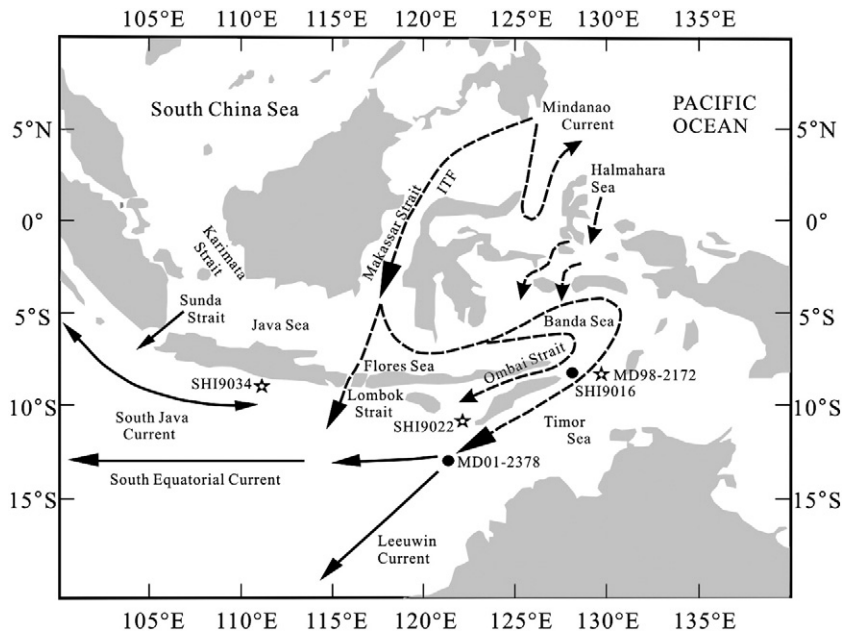 105°E 110°E 115°E 120°E 125°E 130°E 135°E
South China Sea
Mindanao
Current
PACIFIC
OCEAN
5°N
5°N
Halmahara
Sea
ITF
Makassar Strait
0°
0°
Karimata
Strait
Sunda
Strait
Java Sea
5°S
5°S
Banda Sea
Flores Sea
Ombai Strait
SHI9034
MD98-2172
Lombok
Strait
SHI9016
10°S
10°S
South Java
Current
SHI9022
Timor
Sea
MD01-2378
South Equatorial Current
15°S
15°S
Leeuwin
Current
105°E 110°E 115°E 120°E 125°E 130°E 135°E